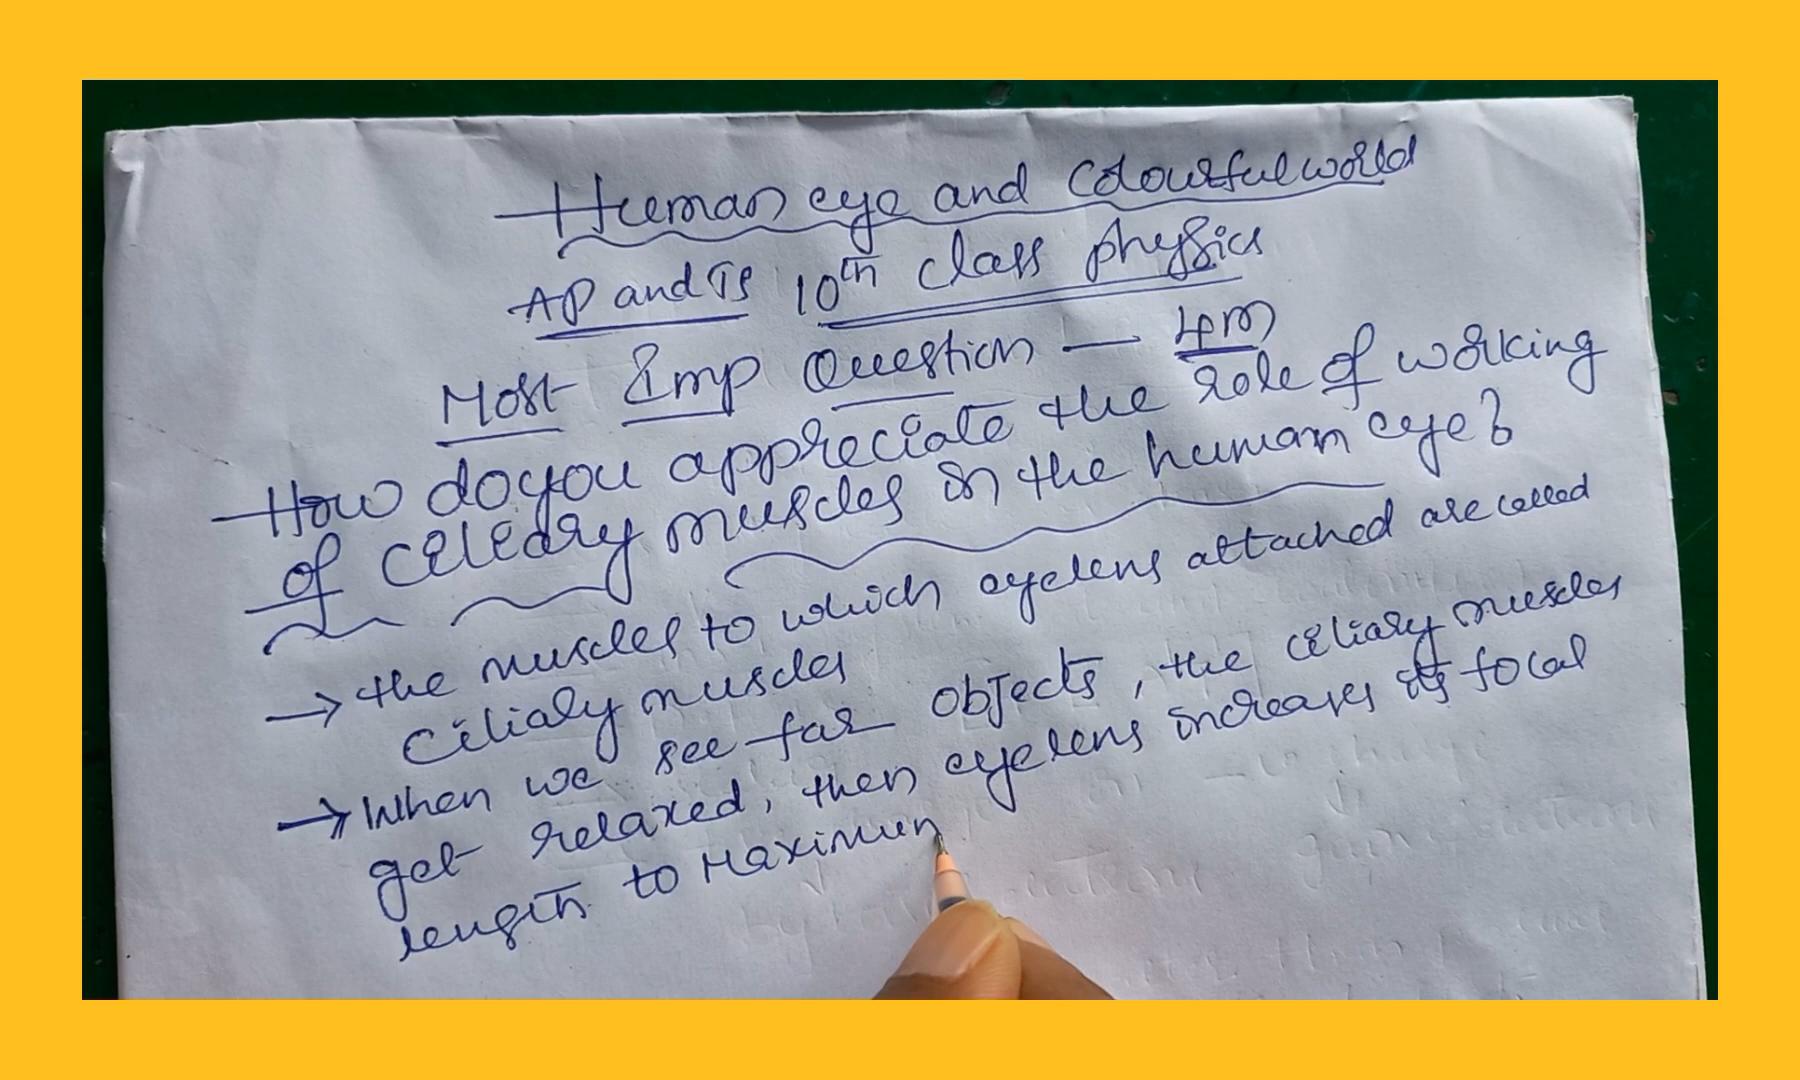 Human eye and Colourful world
AP and TS 10th class physics
Most Imp Question — 4m
How do you appreciate the role of working
of ciliary muscles in the human eye?
→ the muscles to which eyelens attached are called
Ciliary muscles
→ When we see far objects, the ciliary muscles
get relaxed, then eyelens increases its focal
length to Maximum